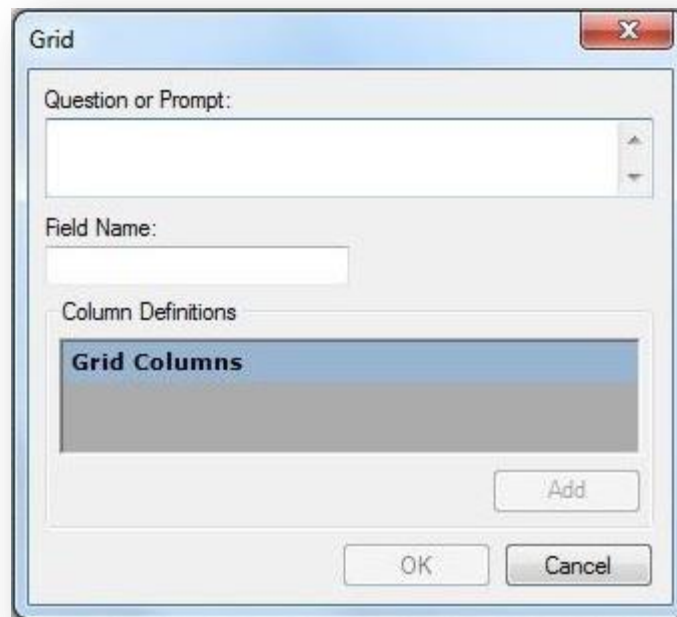 Grid
Question or Prompt:
Field Name:
Column Definitions
Grid Columns
Add
OK
Cancel